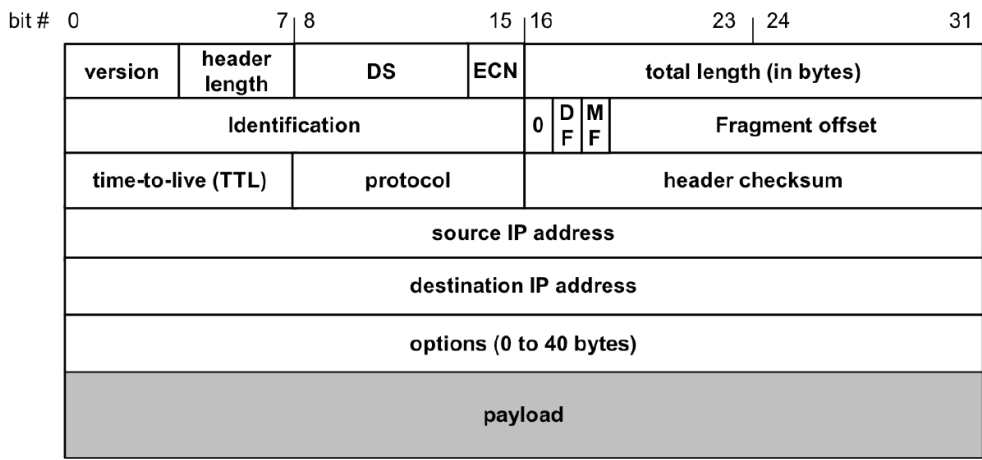 bit # 0 7 8 15 16 23 24 31
version header length DS ECN total length (in bytes)
Identification 0 DF MF Fragment offset
time-to-live (TTL) protocol header checksum
source IP address
destination IP address
options (0 to 40 bytes)
payload